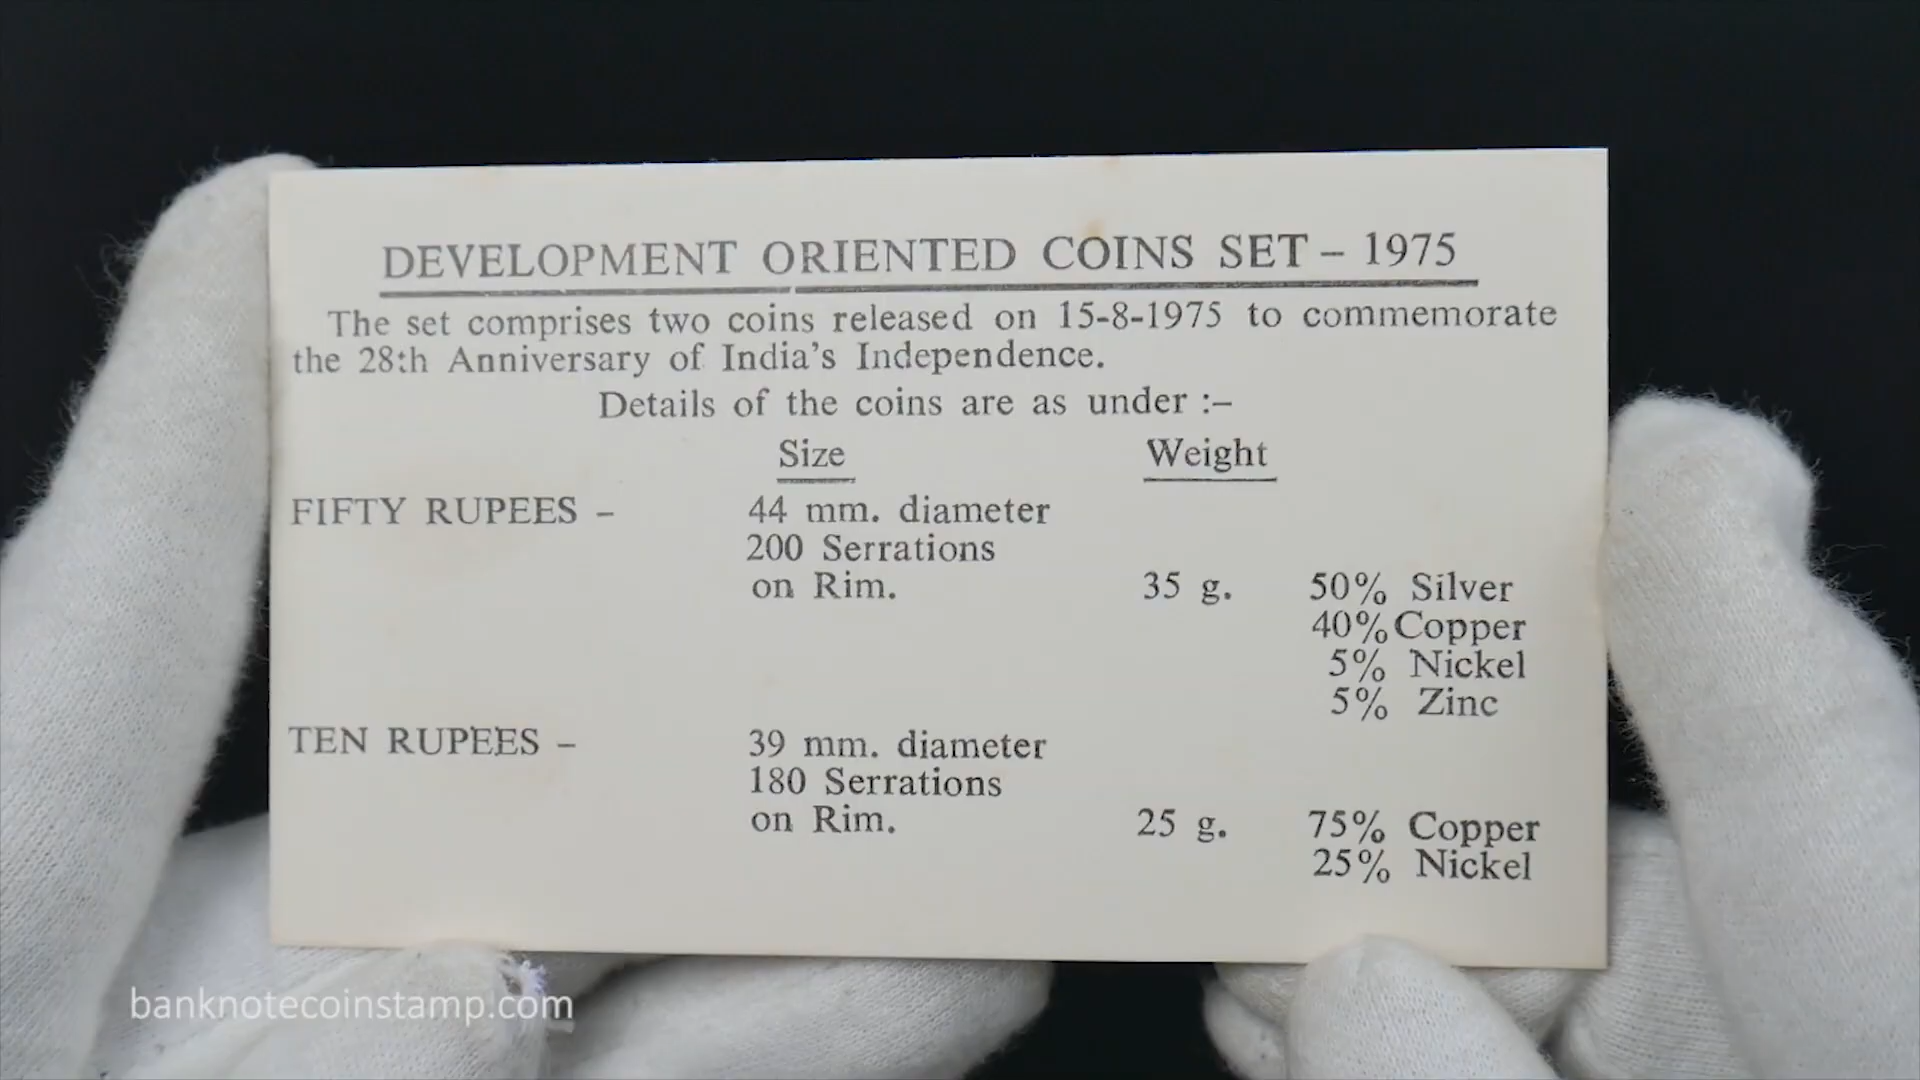 DEVELOPMENT ORIENTED COINS SET – 1975
The set comprises two coins released on 15-8-1975 to commemorate
the 28th Anniversary of India's Independence.
Details of the coins are as under :–
Size Weight
FIFTY RUPEES – 44 mm. diameter
200 Serrations
on Rim. 35 g. 50% Silver
40% Copper
5% Nickel
5% Zinc
TEN RUPEES – 39 mm. diameter
180 Serrations
on Rim. 25 g. 75% Copper
25% Nickel
banknotecoinstamp.com